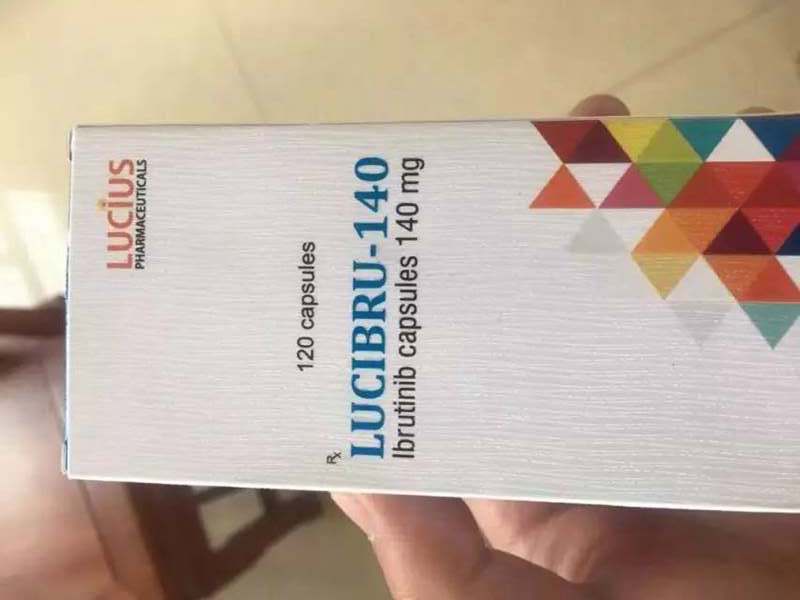 LUCiUS
PHARMACEUTICALS
120 capsules
Rx
LUCIBRU-140
Ibrutinib capsules 140 mg